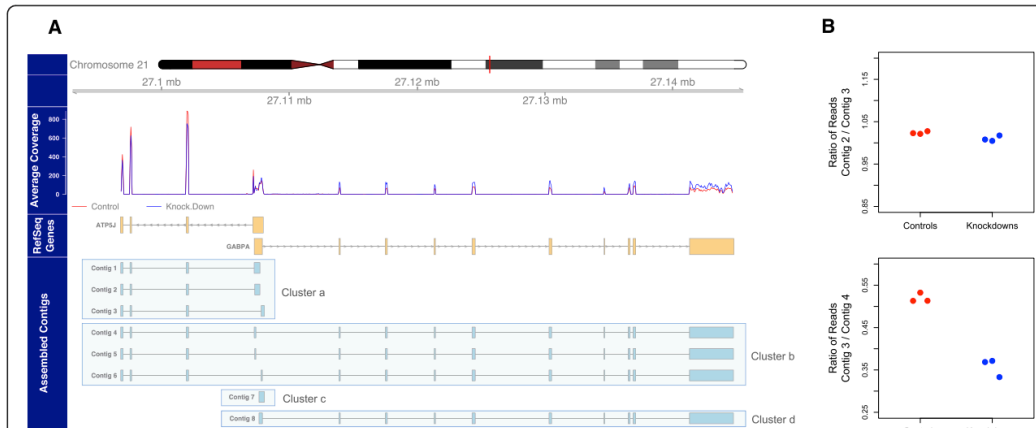 A
Chromosome 21
27.1 mb
27.12 mb
27.14 mb
27.11 mb
27.13 mb
Average Coverage
800
600
400
200
0
Control
Knock.Down
RefSeq
Genes
ATP5J
GABPA
Assembled Contigs
Contig 1
Contig 2
Contig 3
Cluster a
Contig 4
Contig 5
Contig 6
Cluster b
Contig 7
Cluster c
Contig 8
Cluster d
B
Ratio of Reads
Contig 2 / Contig 3
1.15
1.05
0.95
0.85
Controls
Knockdowns
Ratio of Reads
Contig 3 / Contig 4
0.55
0.45
0.35
0.25